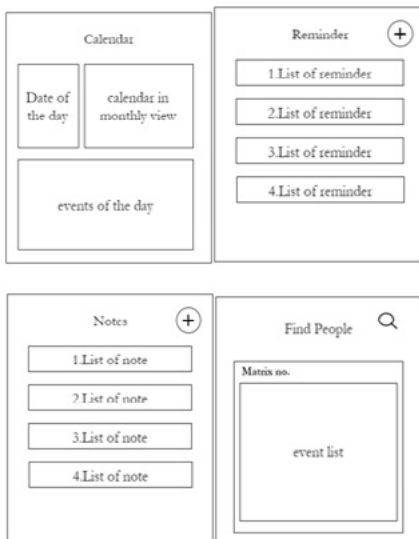 Calendar
Date of
the day
calendar in
monthly view
events of the day
Reminder
1.List of reminder
2.List of reminder
3.List of reminder
4.List of reminder
Notes
1.List of note
2.List of note
3.List of note
4.List of note
Find People
Matrix no.
event list